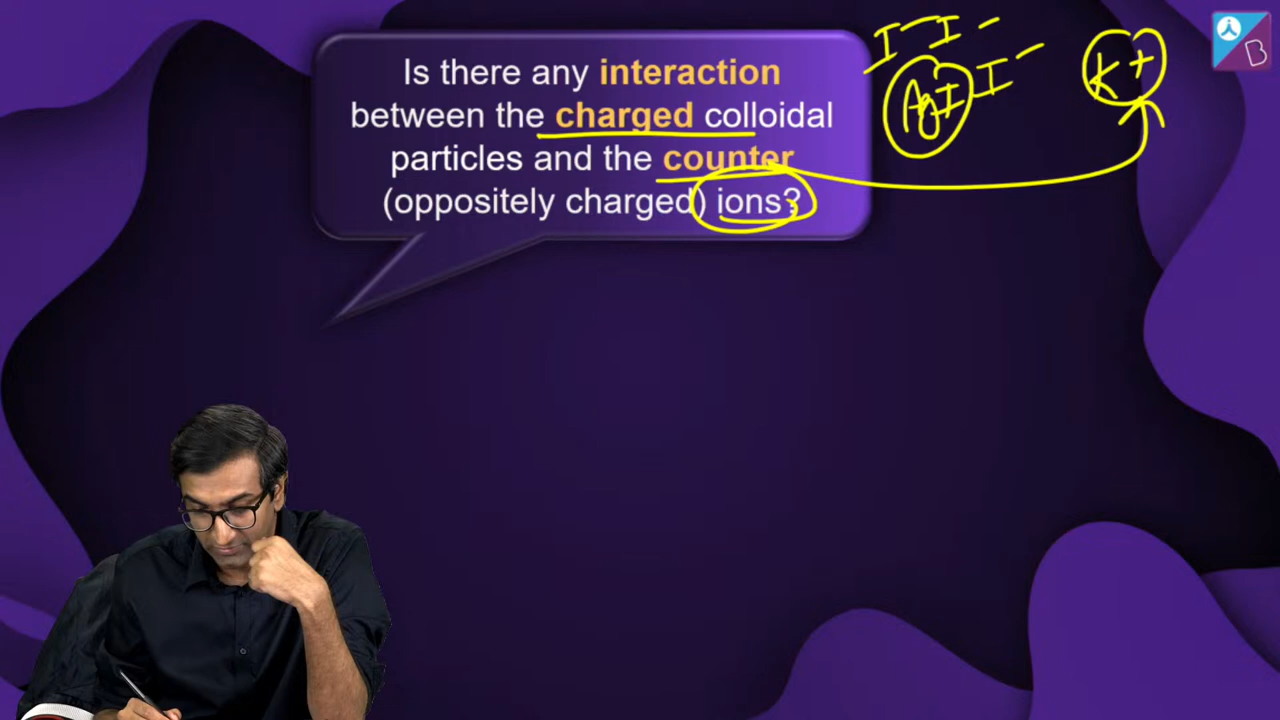 Is there any interaction
between the charged colloidal
particles and the counter
(oppositely charged) ions?
I⁻ I⁻
AgI I⁻
K+
B